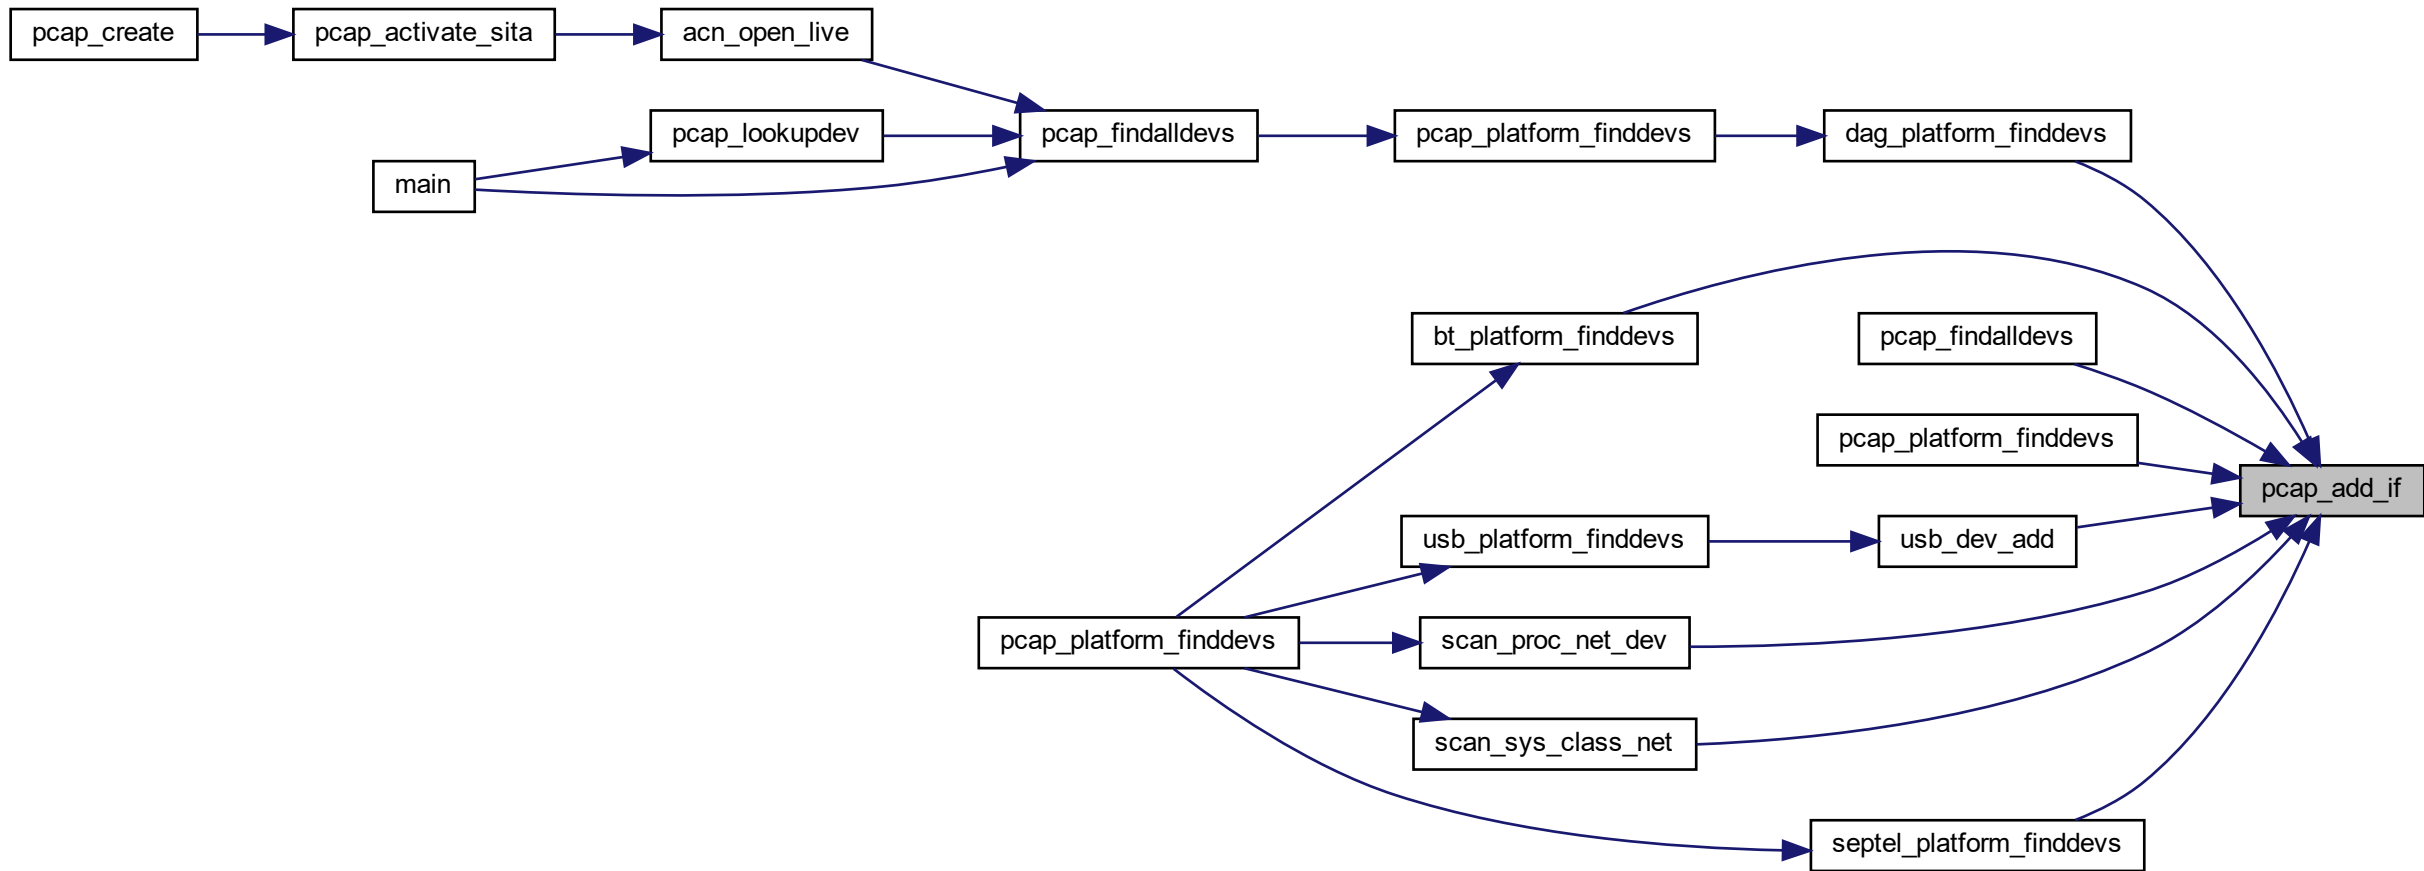 pcap_create
pcap_activate_sita
acn_open_live
pcap_lookupdev
pcap_findalldevs
pcap_platform_finddevs
dag_platform_finddevs
main
bt_platform_finddevs
pcap_findalldevs
pcap_platform_finddevs
pcap_add_if
usb_platform_finddevs
usb_dev_add
pcap_platform_finddevs
scan_proc_net_dev
scan_sys_class_net
septel_platform_finddevs